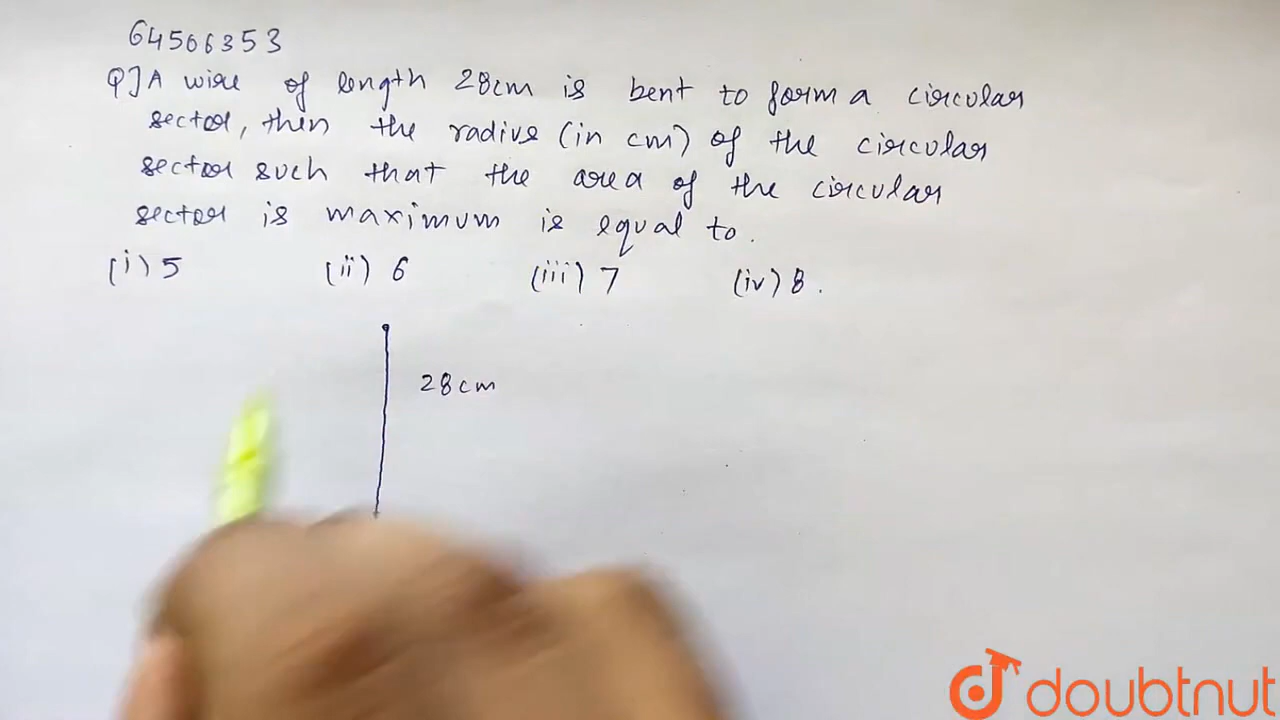 64506353
Q] A wire of length 28cm is bent to form a circular
sector, then the radius (in cm) of the circular
sector such that the area of the circular
sector is maximum is equal to.
(i) 5 (ii) 6 (iii) 7 (iv) 8.
28cm
doubtnut